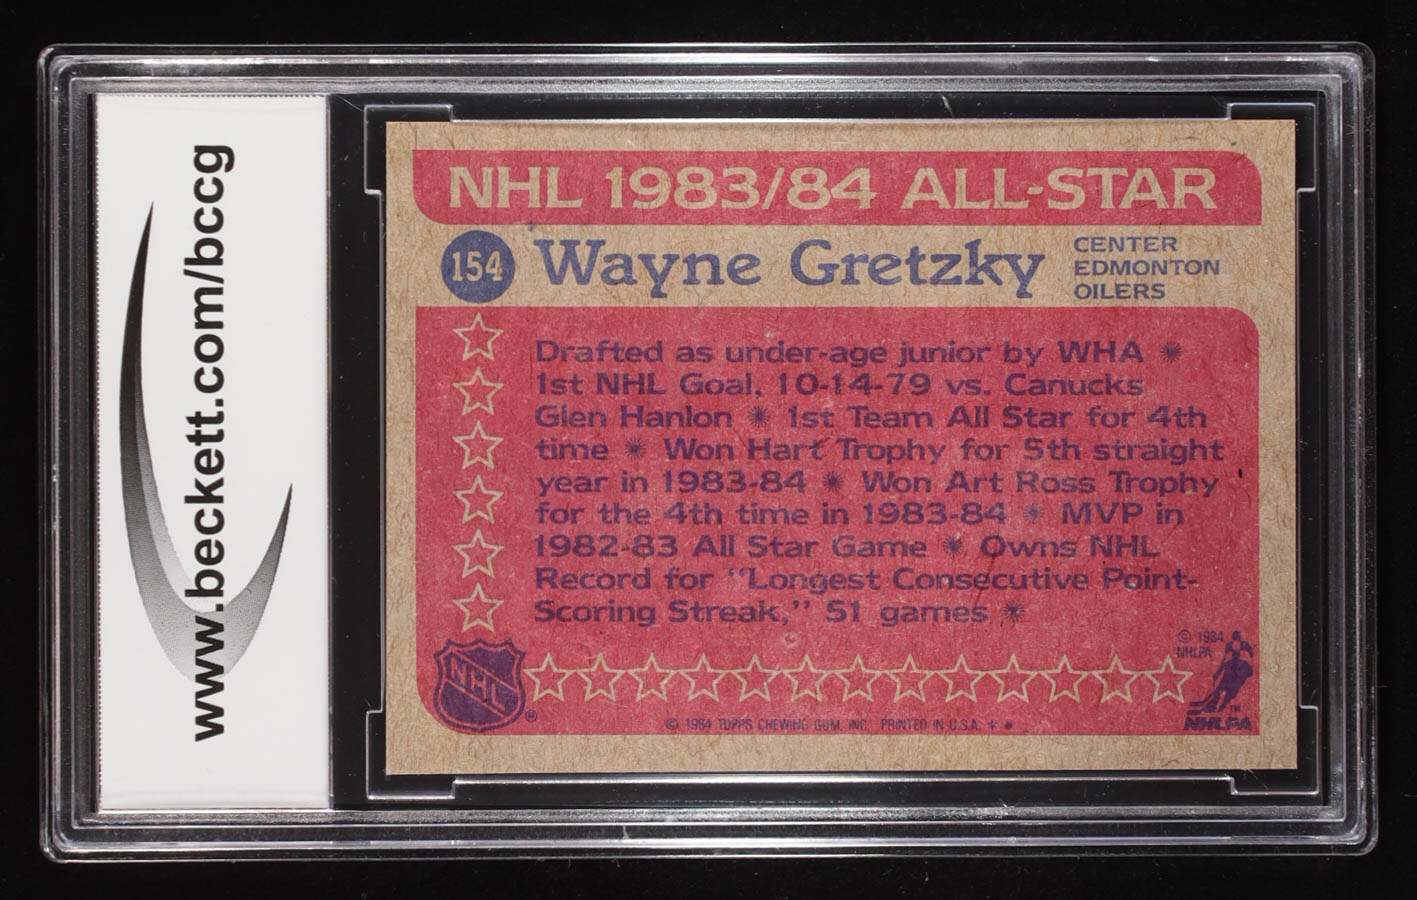 www.beckett.com/bccg
NHL 1983/84 ALL-STAR
154 Wayne Gretzky
CENTER
EDMONTON
OILERS
Drafted as under-age junior by WHA ✹
1st NHL Goal, 10-14-79 vs. Canucks
Glen Hanlon ✹ 1st Team All Star for 4th
time ✹ Won Hart Trophy for 5th straight
year in 1983-84 ✹ Won Art Ross Trophy
for the 4th time in 1983-84 ✹ MVP in
1982-83 All Star Game ✹ Owns NHL
Record for "Longest Consecutive Point-
Scoring Streak," 51 games ✹
© 1984
NHLPA
NHL ®
™
NHLPA
© 1984 TOPPS CHEWING GUM, INC. PRINTED IN U.S.A. * *